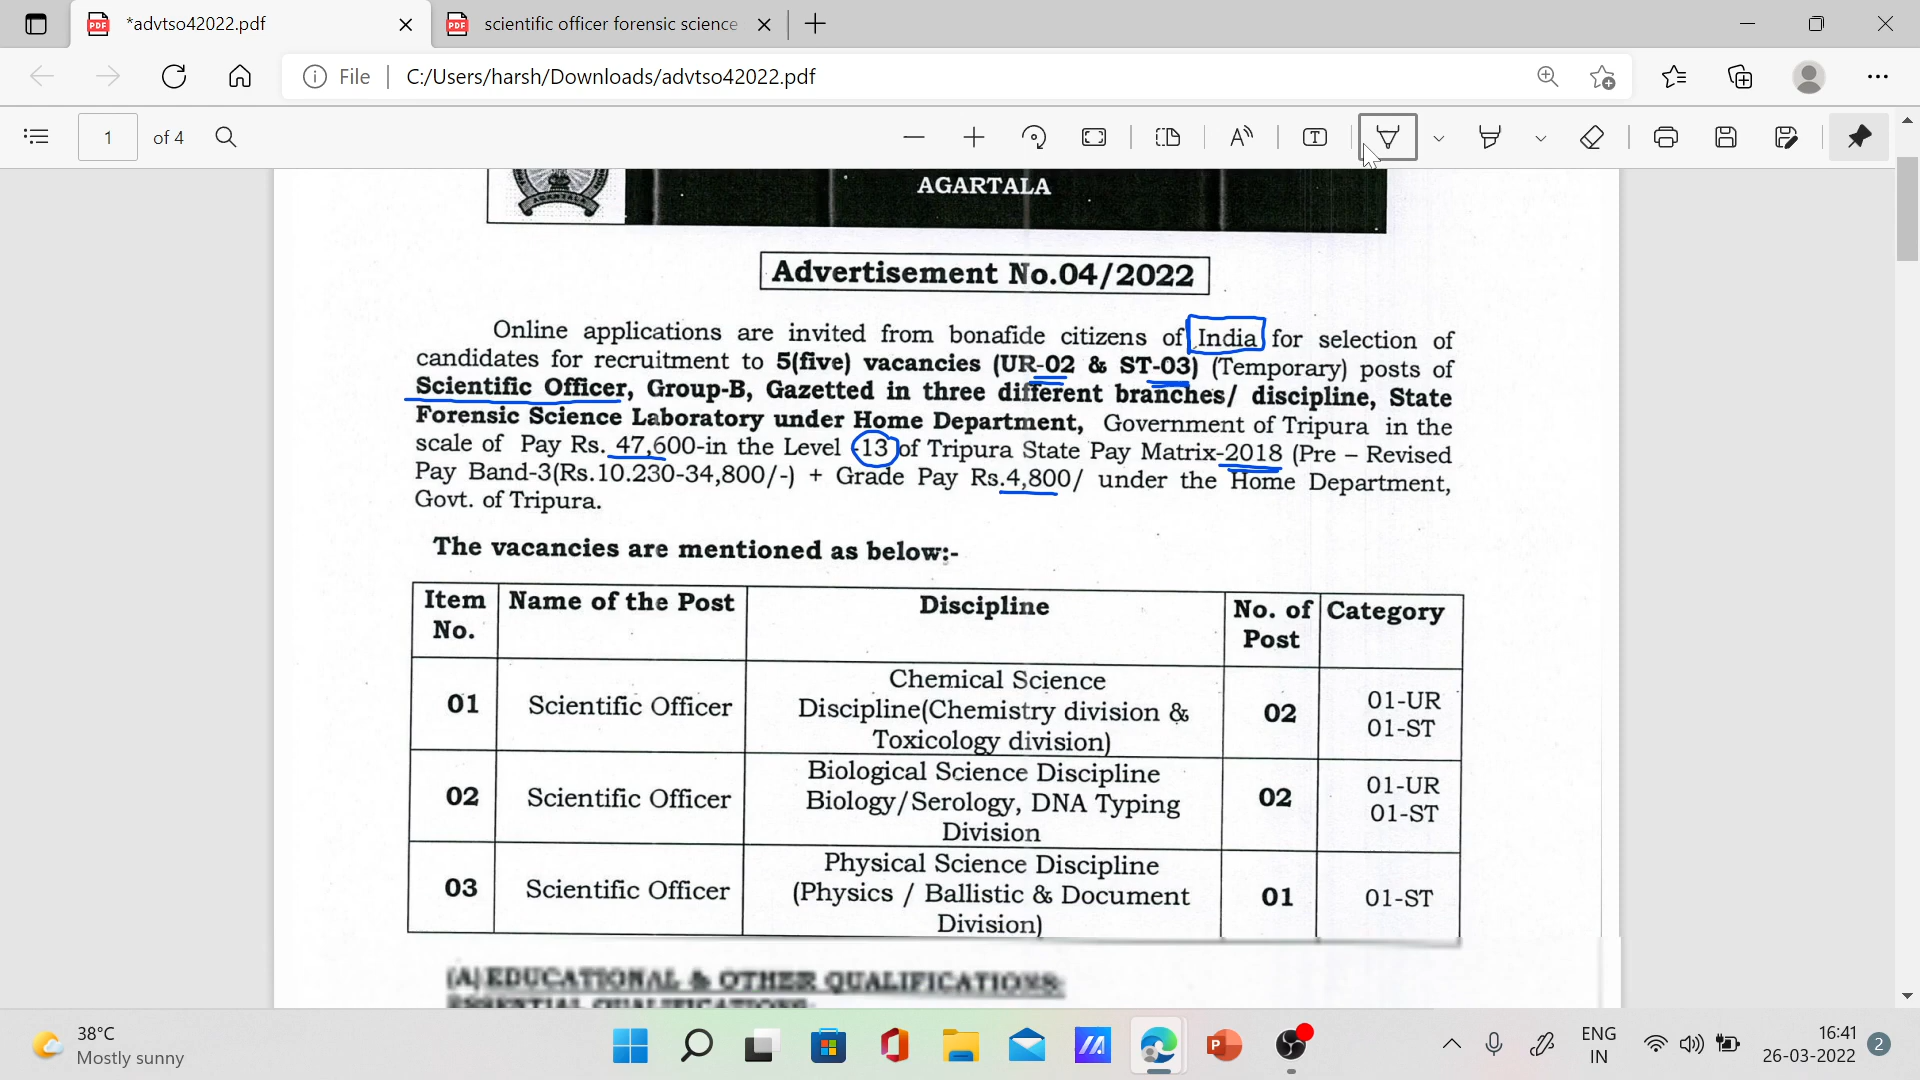 *advtso42022.pdf
scientific officer forensic science
File
C:/Users/harsh/Downloads/advtso42022.pdf
1 of 4
AGARTALA
Advertisement No.04/2022
Online applications are invited from bonafide citizens of India for selection of
candidates for recruitment to 5(five) vacancies (UR-02 & ST-03) (Temporary) posts of
Scientific Officer, Group-B, Gazetted in three different branches/ discipline, State
Forensic Science Laboratory under Home Department, Government of Tripura in the
scale of Pay Rs. 47,600-in the Level -13 of Tripura State Pay Matrix-2018 (Pre – Revised
Pay Band-3(Rs.10.230-34,800/-) + Grade Pay Rs.4,800/ under the Home Department,
Govt. of Tripura.
The vacancies are mentioned as below:-
Item No. Name of the Post Discipline No. of Post Category
01 Scientific Officer Chemical Science
Discipline(Chemistry division &
Toxicology division) 02 01-UR
01-ST
02 Scientific Officer Biological Science Discipline
Biology/Serology, DNA Typing
Division 02 01-UR
01-ST
03 Scientific Officer Physical Science Discipline
(Physics / Ballistic & Document
Division) 01 01-ST
(A) EDUCATIONAL & OTHER QUALIFICATIONS:
ESSENTIAL QUALIFICATIONS:
38°C
Mostly sunny
ENG
IN
16:41
26-03-2022
2